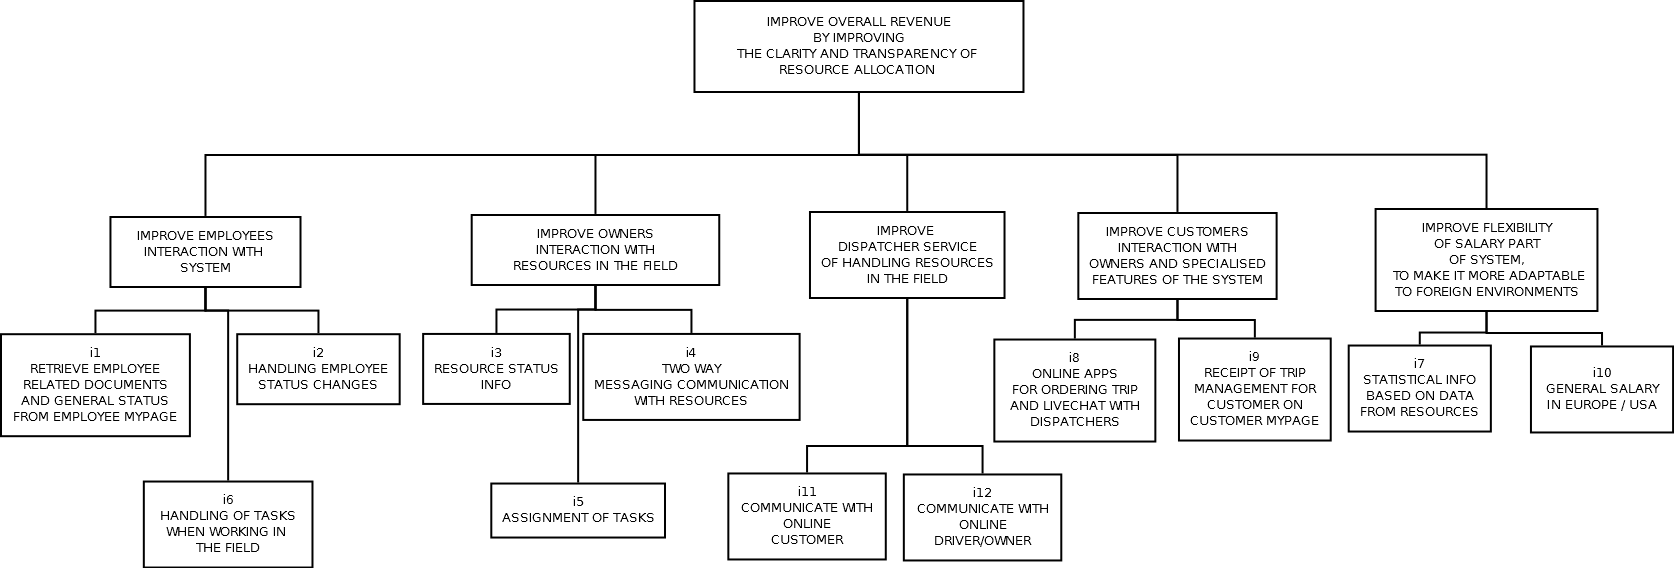 IMPROVE OVERALL REVENUE
BY IMPROVING
THE CLARITY AND TRANSPARENCY OF
RESOURCE ALLOCATION
IMPROVE EMPLOYEES
INTERACTION WITH
SYSTEM
IMPROVE OWNERS
INTERACTION WITH
RESOURCES IN THE FIELD
IMPROVE
DISPATCHER SERVICE
OF HANDLING RESOURCES
IN THE FIELD
IMPROVE CUSTOMERS
INTERACTION WITH
OWNERS AND SPECIALISED
FEATURES OF THE SYSTEM
IMPROVE FLEXIBILITY
OF SALARY PART
OF SYSTEM,
TO MAKE IT MORE ADAPTABLE
TO FOREIGN ENVIRONMENTS
i1
RETRIEVE EMPLOYEE
RELATED DOCUMENTS
AND GENERAL STATUS
FROM EMPLOYEE MYPAGE
i2
HANDLING EMPLOYEE
STATUS CHANGES
i3
RESOURCE STATUS
INFO
i4
TWO WAY
MESSAGING COMMUNICATION
WITH RESOURCES
i8
ONLINE APPS
FOR ORDERING TRIP
AND LIVECHAT WITH
DISPATCHERS
i9
RECEIPT OF TRIP
MANAGEMENT FOR
CUSTOMER ON
CUSTOMER MYPAGE
i7
STATISTICAL INFO
BASED ON DATA
FROM RESOURCES
i10
GENERAL SALARY
IN EUROPE / USA
i6
HANDLING OF TASKS
WHEN WORKING IN
THE FIELD
i5
ASSIGNMENT OF TASKS
i11
COMMUNICATE WITH
ONLINE
CUSTOMER
i12
COMMUNICATE WITH
ONLINE
DRIVER/OWNER